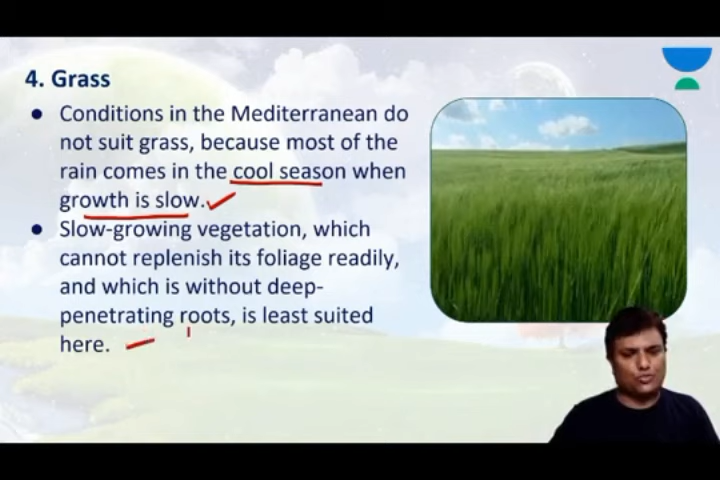 4. Grass
● Conditions in the Mediterranean do
not suit grass, because most of the
rain comes in the cool season when
growth is slow.
● Slow-growing vegetation, which
cannot replenish its foliage readily,
and which is without deep-
penetrating roots, is least suited
here.